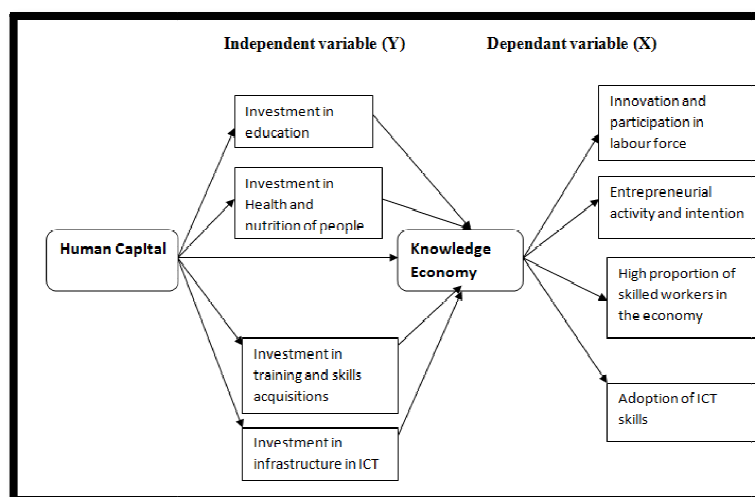 Independent variable (Y)
Dependant variable (X)
Investment in
education
Investment in
Health and
nutrition of people
Human Capital
Knowledge
Economy
Investment in
training and skills
acquisitions
Investment in
infrastructure in ICT
Innovation and
participation in
labour force
Entrepreneurial
activity and intention
High proportion of
skilled workers in
the economy
Adoption of ICT
skills